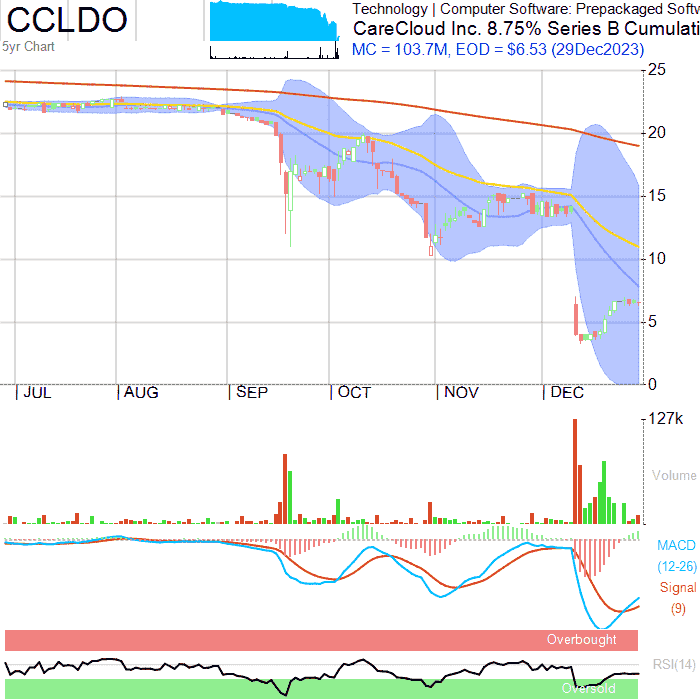 CCLDO
5yr Chart
Technology | Computer Software: Prepackaged Softw
CareCloud Inc. 8.75% Series B Cumulati
MC = 103.7M, EOD = $6.53 (29Dec2023)
25
20
15
10
5
0
JUL AUG SEP OCT NOV DEC
127k
Volume
MACD
(12-26)
Signal
(9)
Overbought
RSI(14)
Oversold